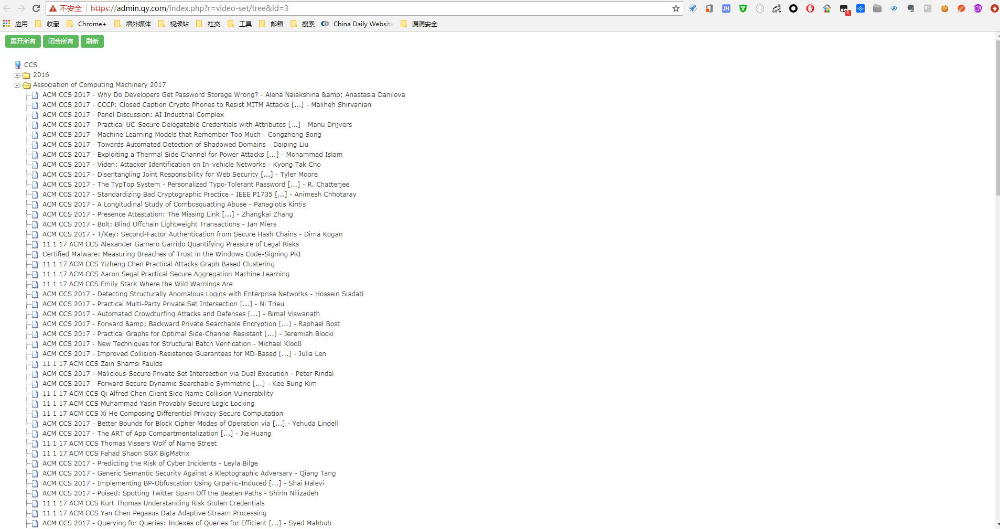 不安全 https://admin.qy.com/index.php?r=video-set/tree&id=3
JH en 1 CA
应用 收藏 Chrome+ 墙外媒体 视频站 社交 工具 邮箱 搜索 CD China Daily Website 漏洞安全
展开所有 闭合所有 刷新
CCS
2016
Association of Computing Machinery 2017
ACM CCS 2017 - Why Do Developers Get Password Storage Wrong? - Alena Naiakshina &amp; Anastasia Danilova
ACM CCS 2017 - CCCP: Closed Caption Crypto Phones to Resist MITM Attacks [...] - Maliheh Shirvanian
ACM CCS 2017 - Panel Discussion: AI Industrial Complex
ACM CCS 2017 - Practical UC-Secure Delegatable Credentials with Attributes [...] - Manu Drijvers
ACM CCS 2017 - Machine Learning Models that Remember Too Much - Congzheng Song
ACM CCS 2017 - Towards Automated Detection of Shadowed Domains - Daiping Liu
ACM CCS 2017 - Exploiting a Thermal Side Channel for Power Attacks [...] - Mohammad Islam
ACM CCS 2017 - Viden: Attacker Identification on In-vehicle Networks - Kyong Tak Cho
ACM CCS 2017 - Disentangling Joint Responsibility for Web Security [...] - Tyler Moore
ACM CCS 2017 - The TypTop System - Personalized Typo-Tolerant Password [...] - R. Chatterjee
ACM CCS 2017 - Standardizing Bad Cryptographic Practice - IEEE P1735 [...] - Animesh Chhotaray
ACM CCS 2017 - A Longitudinal Study of Combosquatting Abuse - Panagiotis Kintis
ACM CCS 2017 - Presence Attestation: The Missing Link [...] - Zhangkai Zhang
ACM CCS 2017 - Bolt: Blind Offchain Lightweight Transactions - Ian Miers
ACM CCS 2017 - T/Key: Second-Factor Authentication from Secure Hash Chains - Dima Kogan
11 1 17 ACM CCS Alexander Gamero Garrido Quantifying Pressure of Legal Risks
Certified Malware: Measuring Breaches of Trust in the Windows Code-Signing PKI
11 1 17 ACM CCS Yizheng Chen Practical Attacks Graph Based Clustering
11 1 17 ACM CCS Aaron Segal Practical Secure Aggregation Machine Learning
11 1 17 ACM CCS Emily Stark Where the Wild Warnings Are
ACM CCS 2017 - Detecting Structurally Anomalous Logins with Enterprise Networks - Hossein Siadati
ACM CCS 2017 - Practical Multi-Party Private Set Intersection [...] - Ni Trieu
ACM CCS 2017 - Automated Crowdturfing Attacks and Defenses [...] - Bimal Viswanath
ACM CCS 2017 - Forward &amp; Backward Private Searchable Encryption [...] - Raphael Bost
ACM CCS 2017 - Practical Graphs for Optimal Side-Channel Resistant [...] - Jeremiah Blocki
ACM CCS 2017 - New Techniques for Structural Batch Verification - Michael Klooß
ACM CCS 2017 - Improved Collision-Resistance Guarantees for MD-Based [...] - Julia Len
11 1 17 ACM CCS Zain Shamsi Faulds
ACM CCS 2017 - Malicious-Secure Private Set Intersection via Dual Execution - Peter Rindal
ACM CCS 2017 - Forward Secure Dynamic Searchable Symmetric [...] - Kee Sung Kim
11 1 17 ACM CCS Qi Alfred Chen Client Side Name Collision Vulnerability
11 1 17 ACM CCS Muhammad Yasin Provably Secure Logic Locking
11 1 17 ACM CCS Xi He Composing Differential Privacy Secure Computation
ACM CCS 2017 - Better Bounds for Block Cipher Modes of Operation via [...] - Yehuda Lindell
ACM CCS 2017 - The ART of App Compartmentalization [...] - Jie Huang
11 1 17 ACM CCS Thomas Vissers Wolf of Name Street
11 1 17 ACM CCS Fahad Shaon SGX BigMatrix
ACM CCS 2017 - Predicting the Risk of Cyber Incidents - Leyla Bilge
ACM CCS 2017 - Generic Semantic Security Against a Kleptographic Adversary - Qiang Tang
ACM CCS 2017 - Implementing BP-Obfuscation Using Grpahic-Induced [...] - Shai Halevi
ACM CCS 2017 - Poised: Spotting Twitter Spam Off the Beaten Paths - Shirin Nilizadeh
11 1 17 ACM CCS Kurt Thomas Understanding Risk Stolen Credentials
11 1 17 ACM CCS Yan Chen Pegasus Data Adaptive Stream Processing
ACM CCS 2017 - Querying for Queries: Indexes of Queries for Efficient [...] - Syed Mahbub